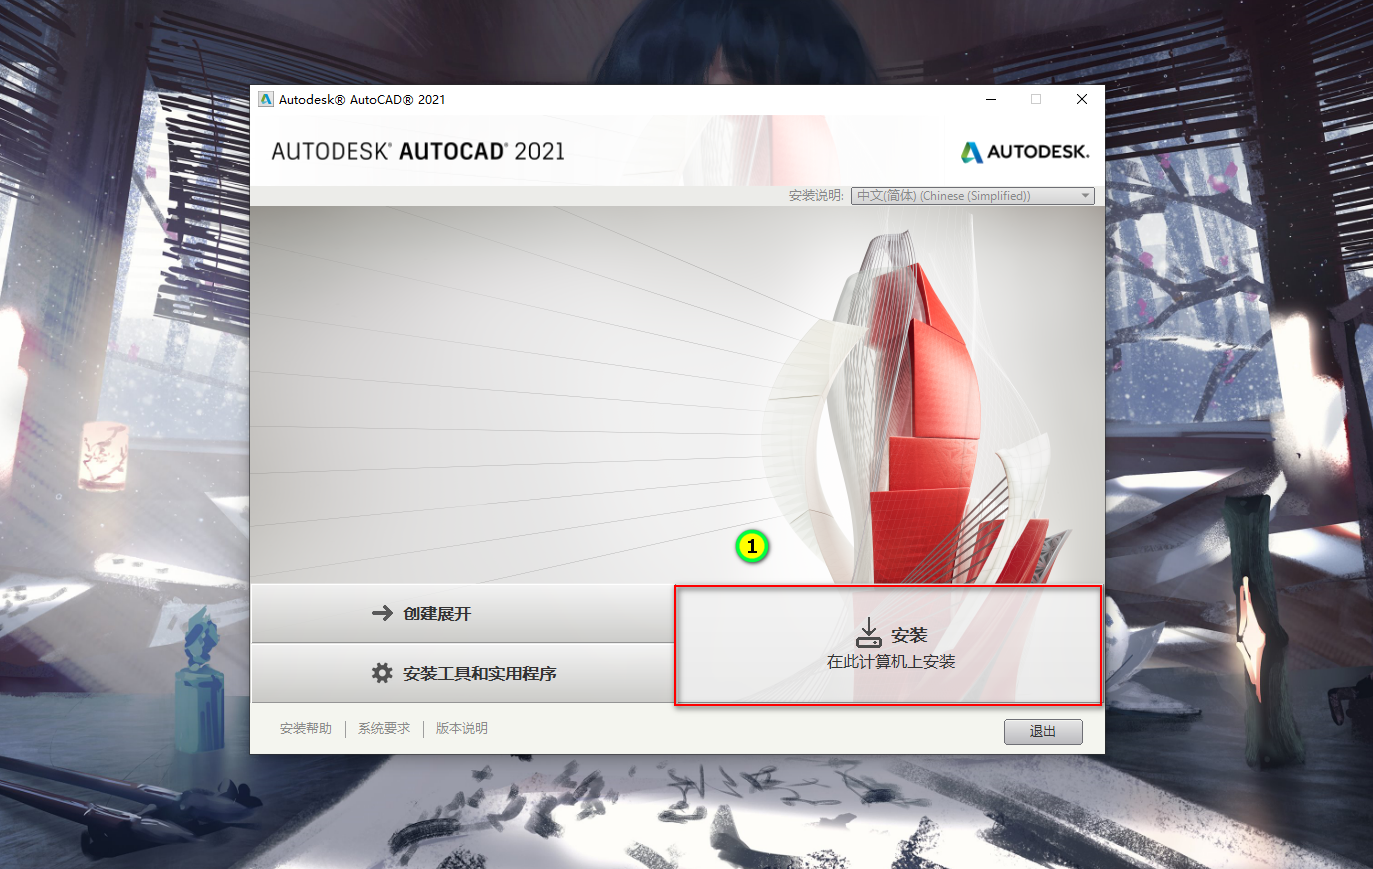 Autodesk® AutoCAD® 2021
AUTODESK® AUTOCAD® 2021
AUTODESK.
安装说明: 中文(简体) (Chinese (Simplified))
1
创建展开
安装
在此计算机上安装
安装工具和实用程序
安装帮助 系统要求 版本说明
退出